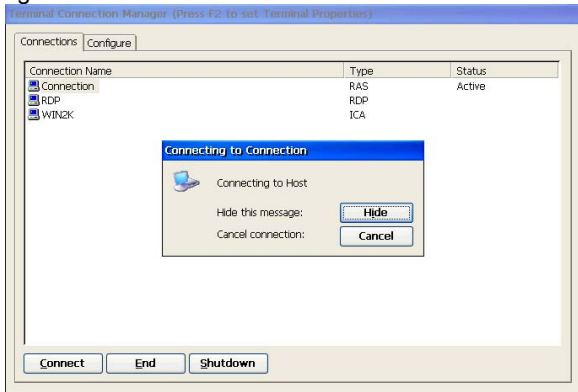 Terminal Connection Manager (Press F2 to set Terminal Properties)
Connections Configure
Connection Name Type Status
Connection RAS Active
RDP RDP
WIN2K ICA
Connecting to Connection
Connecting to Host
Hide this message: Hide
Cancel connection: Cancel
Connect End Shutdown